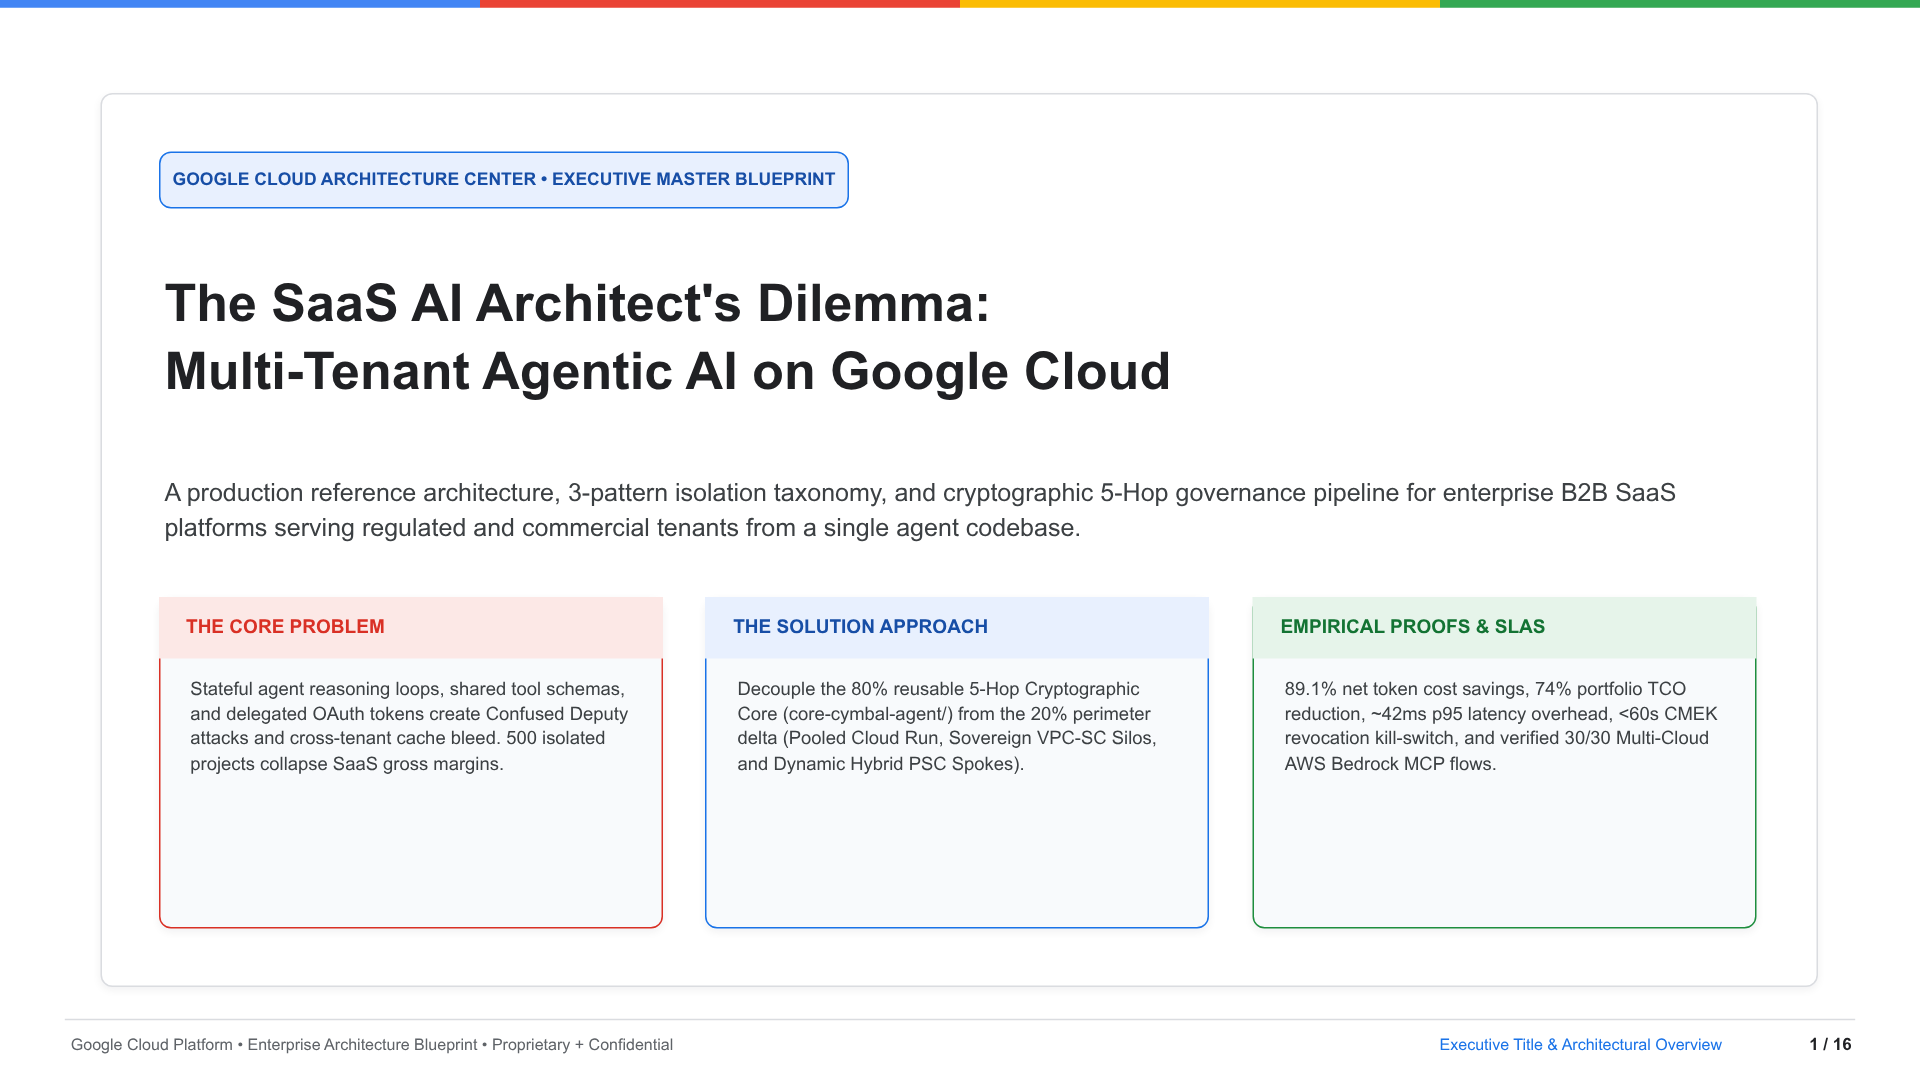 GOOGLE CLOUD ARCHITECTURE CENTER • EXECUTIVE MASTER BLUEPRINT
The SaaS AI Architect's Dilemma:
Multi-Tenant Agentic AI on Google Cloud
A production reference architecture, 3-pattern isolation taxonomy, and cryptographic 5-Hop governance pipeline for enterprise B2B SaaS
platforms serving regulated and commercial tenants from a single agent codebase.
THE CORE PROBLEM
Stateful agent reasoning loops, shared tool schemas,
and delegated OAuth tokens create Confused Deputy
attacks and cross-tenant cache bleed. 500 isolated
projects collapse SaaS gross margins.
THE SOLUTION APPROACH
Decouple the 80% reusable 5-Hop Cryptographic
Core (core-cymbal-agent/) from the 20% perimeter
delta (Pooled Cloud Run, Sovereign VPC-SC Silos,
and Dynamic Hybrid PSC Spokes).
EMPIRICAL PROOFS & SLAS
89.1% net token cost savings, 74% portfolio TCO
reduction, ~42ms p95 latency overhead, <60s CMEK
revocation kill-switch, and verified 30/30 Multi-Cloud
AWS Bedrock MCP flows.
Google Cloud Platform • Enterprise Architecture Blueprint • Proprietary + Confidential
Executive Title & Architectural Overview
1 / 16